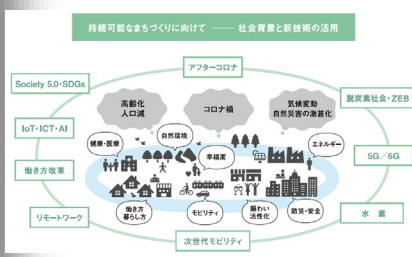 持続可能なまちづくりに向けて —— 社会背景と新技術の活用
アフターコロナ
Society 5.0・SDGs
脱炭素社会・ZEB
高齢化
人口減
コロナ禍
気候変動
自然災害の激甚化
IoT・ICT・AI
5G/6G
健康・医療
自然環境
幸福度
エネルギー
働き方改革
働き方
暮らし方
モビリティ
賑わい
活性化
防災・安全
リモートワーク
水素
次世代モビリティ